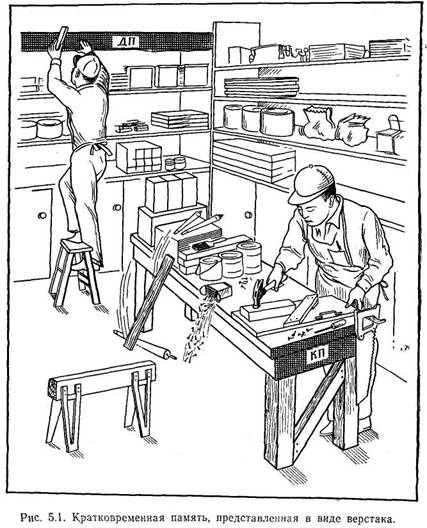 ДП
КП
Рис. 5.1. Кратковременная память, представленная в виде верстака.